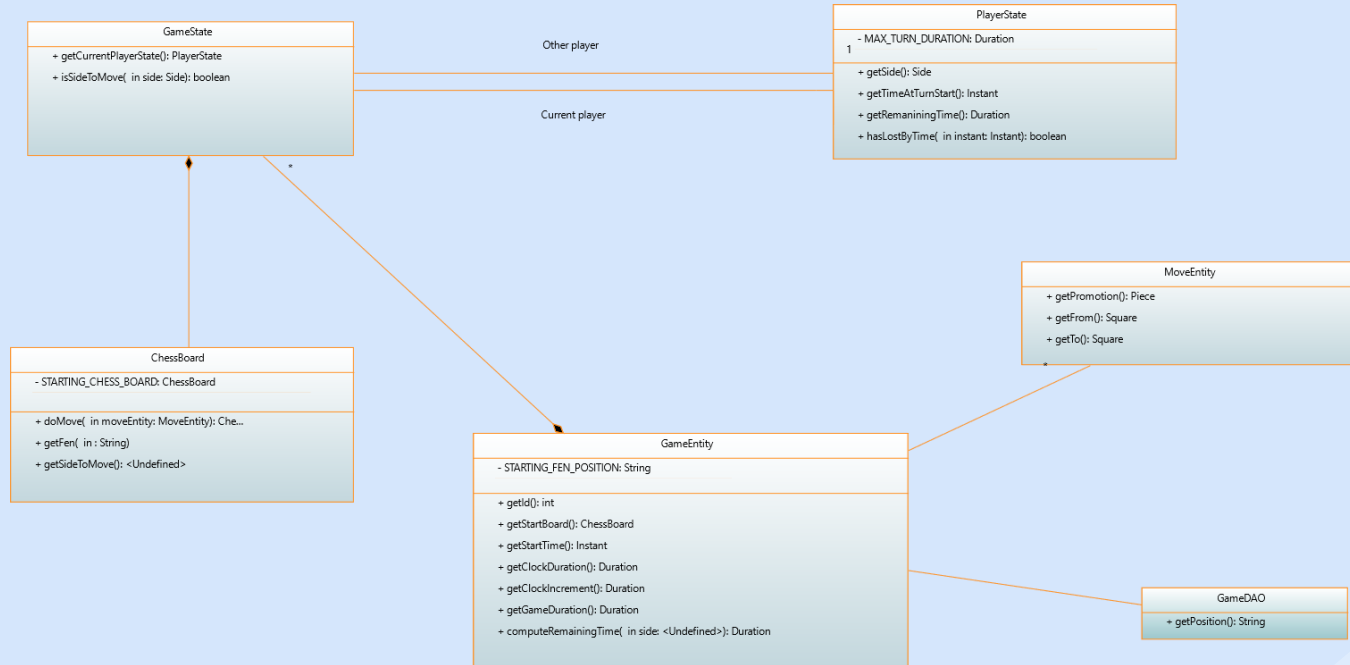 GameState
+ getCurrentPlayerState(): PlayerState
+ isSideToMove( in side: Side): boolean
Other player
Current player
PlayerState
- MAX_TURN_DURATION: Duration
1
+ getSide(): Side
+ getTimeAtTurnStart(): Instant
+ getRemaniningTime(): Duration
+ hasLostByTime( in instant: Instant): boolean
*
MoveEntity
+ getPromotion(): Piece
+ getFrom(): Square
+ getTo(): Square
*
ChessBoard
- STARTING_CHESS_BOARD: ChessBoard
+ doMove( in moveEntity: MoveEntity): Che...
+ getFen( in : String)
+ getSideToMove(): <Undefined>
GameEntity
- STARTING_FEN_POSITION: String
+ getId(): int
+ getStartBoard(): ChessBoard
+ getStartTime(): Instant
+ getClockDuration(): Duration
+ getClockIncrement(): Duration
+ getGameDuration(): Duration
+ computeRemainingTime( in side: <Undefined>): Duration
GameDAO
+ getPosition(): String